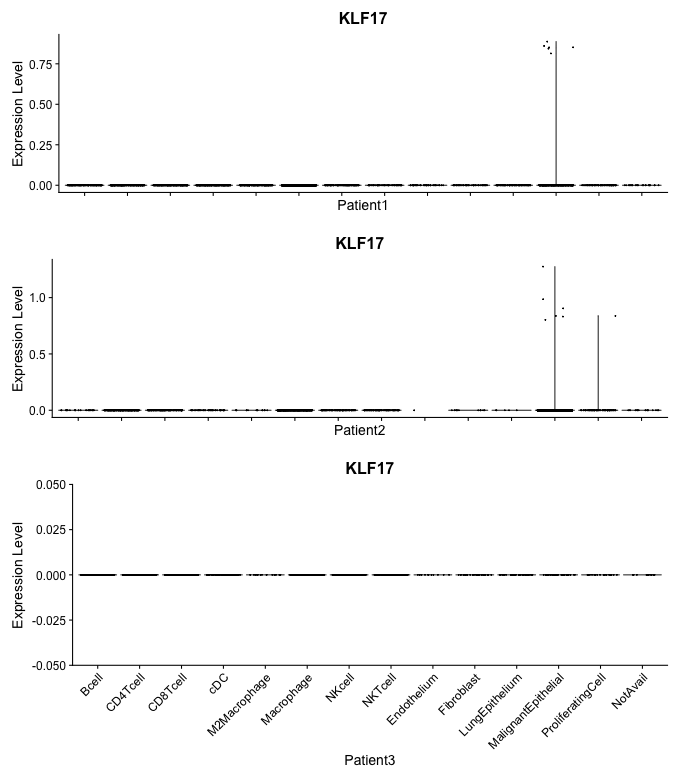 KLF17
Expression Level
0.75
0.50
0.25
0.00
Patient1
KLF17
Expression Level
1.0
0.5
0.0
Patient2
KLF17
Expression Level
0.050
0.025
0.000
-0.025
-0.050
Bcell
CD4Tcell
CD8Tcell
cDC
M2Macrophage
Macrophage
NKcell
NKTcell
Endothelium
Fibroblast
LungEpithelium
MalignantEpithelial
ProliferatingCell
NotAvail
Patient3